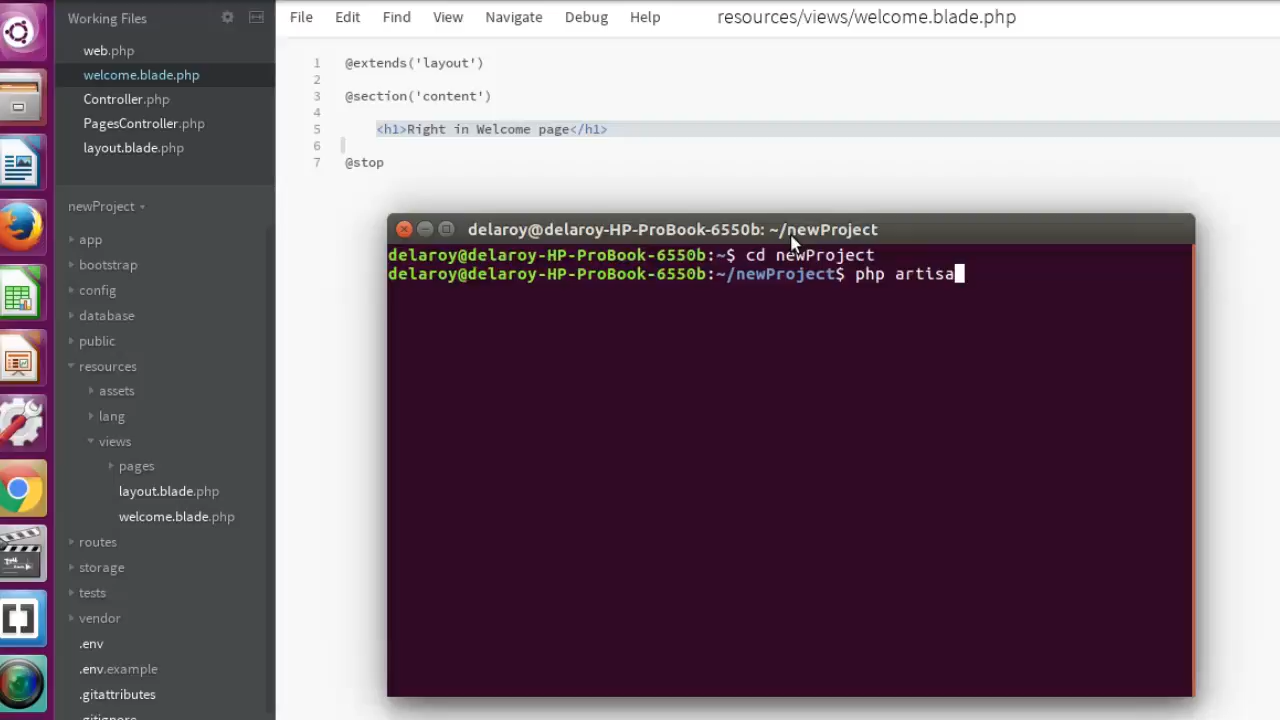 Working Files
web.php
welcome.blade.php
Controller.php
PagesController.php
layout.blade.php
newProject
app
bootstrap
config
database
public
resources
assets
lang
views
pages
layout.blade.php
welcome.blade.php
routes
storage
tests
vendor
.env
.env.example
.gitattributes
.gitignore
File Edit Find View Navigate Debug Help resources/views/welcome.blade.php
1 @extends('layout')
2
3 @section('content')
4
5 <h1>Right in Welcome page</h1>
6
7 @stop
delaroy@delaroy-HP-ProBook-6550b: ~/newProject
delaroy@delaroy-HP-ProBook-6550b:~$ cd newProject
delaroy@delaroy-HP-ProBook-6550b:~/newProject$ php artisa